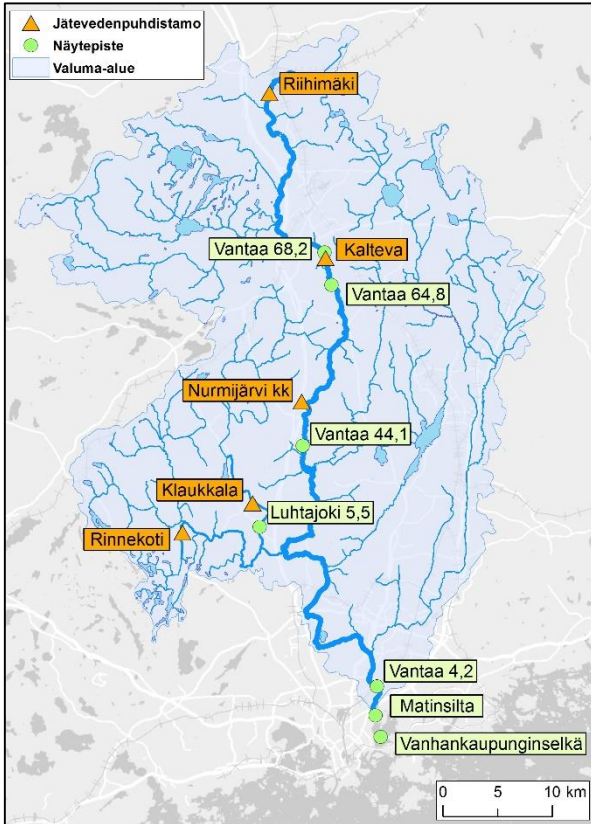 Jätevedenpuhdistamo
Näytepiste
Valuma-alue
Riihimäki
Vantaa 68,2
Kalteva
Vantaa 64,8
Nurmijärvi kk
Vantaa 44,1
Klaukkala
Luhtajoki 5,5
Rinnekoti
Vantaa 4,2
Matinsilta
Vanhankaupunginselkä
0 5 10 km